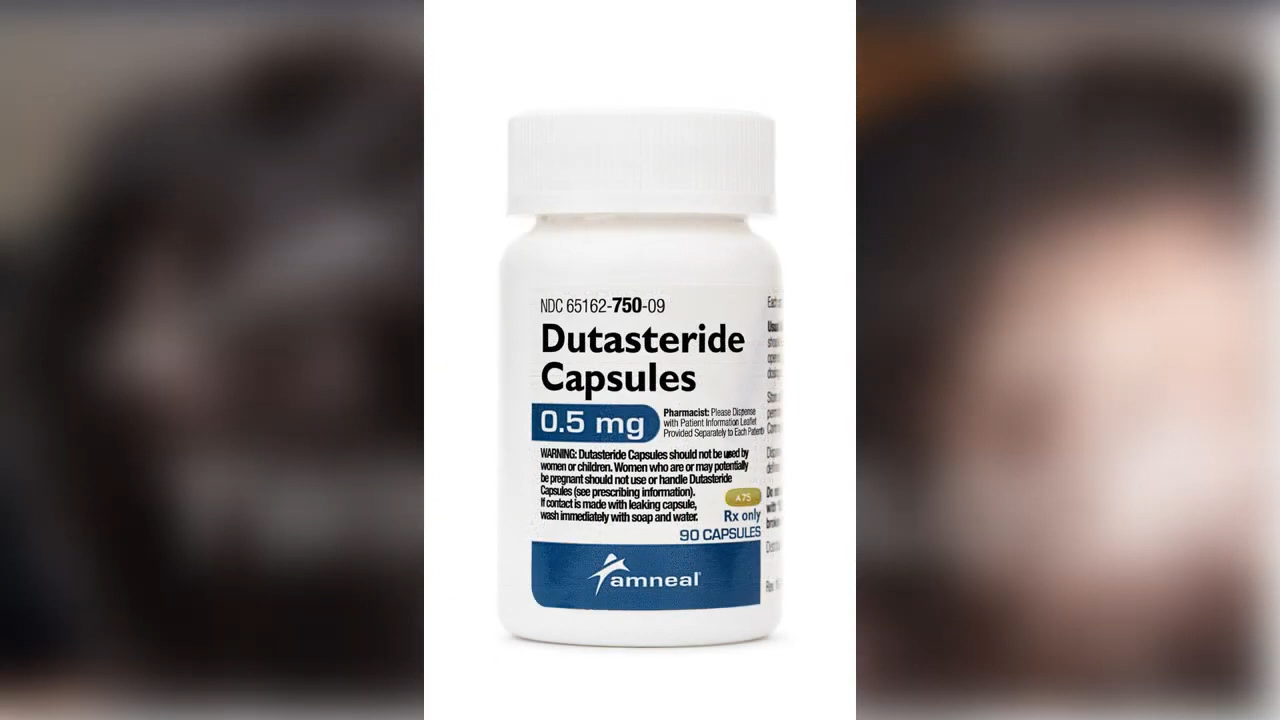 NDC 65162-750-09
Dutasteride
Capsules
0.5 mg
Pharmacist: Please Dispense
with Patient Information Leaflet
Provided Separately to Each Patient
WARNING: Dutasteride Capsules should not be used by
women or children. Women who are or may potentially
be pregnant should not use or handle Dutasteride
Capsules (see prescribing information).
If contact is made with leaking capsule,
wash immediately with soap and water.
A75
Rx only
90 CAPSULES
amneal